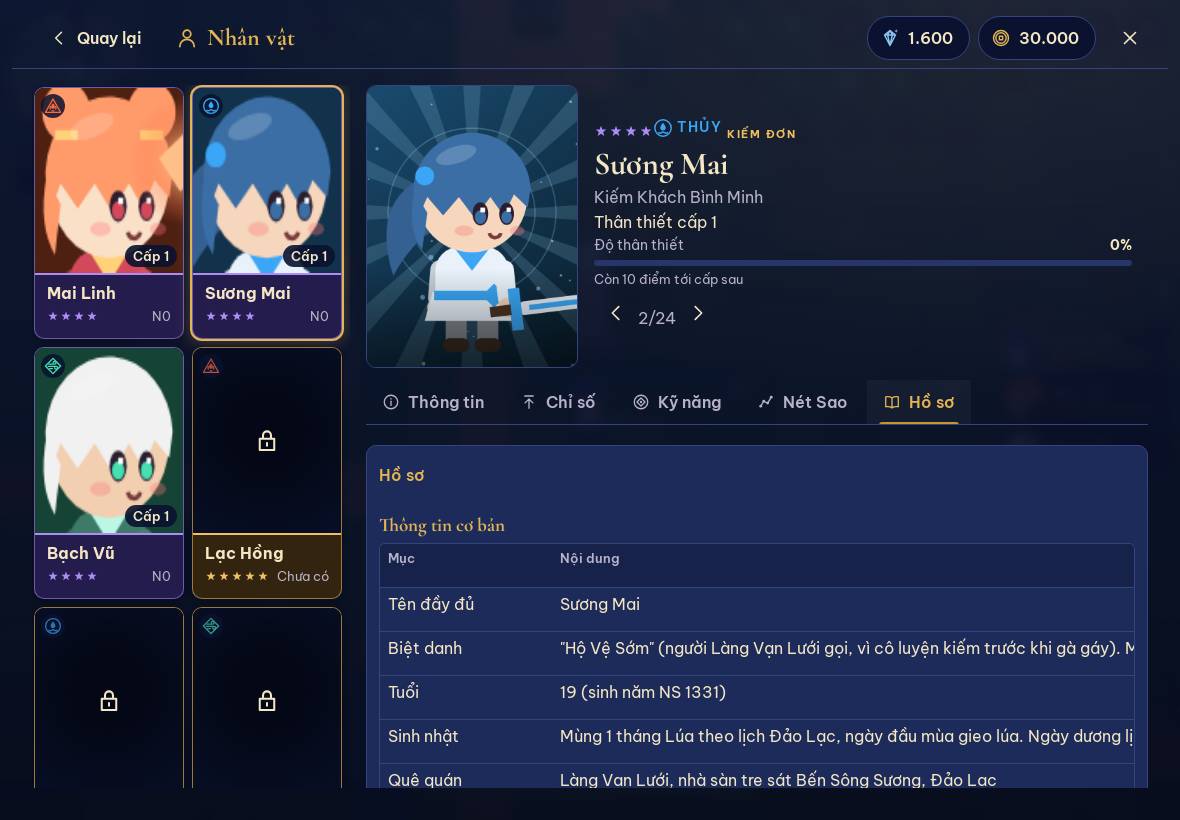 Quay lại
Nhân vật
1.600
30.000
Cấp 1
Mai Linh
N0
Cấp 1
Sương Mai
N0
Cấp 1
Bạch Vũ
N0
Lạc Hồng
Chưa có
THỦY
KIẾM ĐƠN
Sương Mai
Kiếm Khách Bình Minh
Thân thiết cấp 1
Độ thân thiết 0%
Còn 10 điểm tới cấp sau
2/24
Thông tin
Chỉ số
Kỹ năng
Nét Sao
Hồ sơ
Hồ sơ
Thông tin cơ bản
Mục Nội dung
Tên đầy đủ Sương Mai
Biệt danh "Hộ Vệ Sớm" (người Làng Vạn Lưới gọi, vì cô luyện kiếm trước khi gà gáy).
Tuổi 19 (sinh năm NS 1331)
Sinh nhật Mùng 1 tháng Lúa theo lịch Đảo Lạc, ngày đầu mùa gieo lúa. Ngày dương
Quê quán Làng Vạn Lưới, nhà sàn tre sát Bến Sông Sương, Đảo Lạc